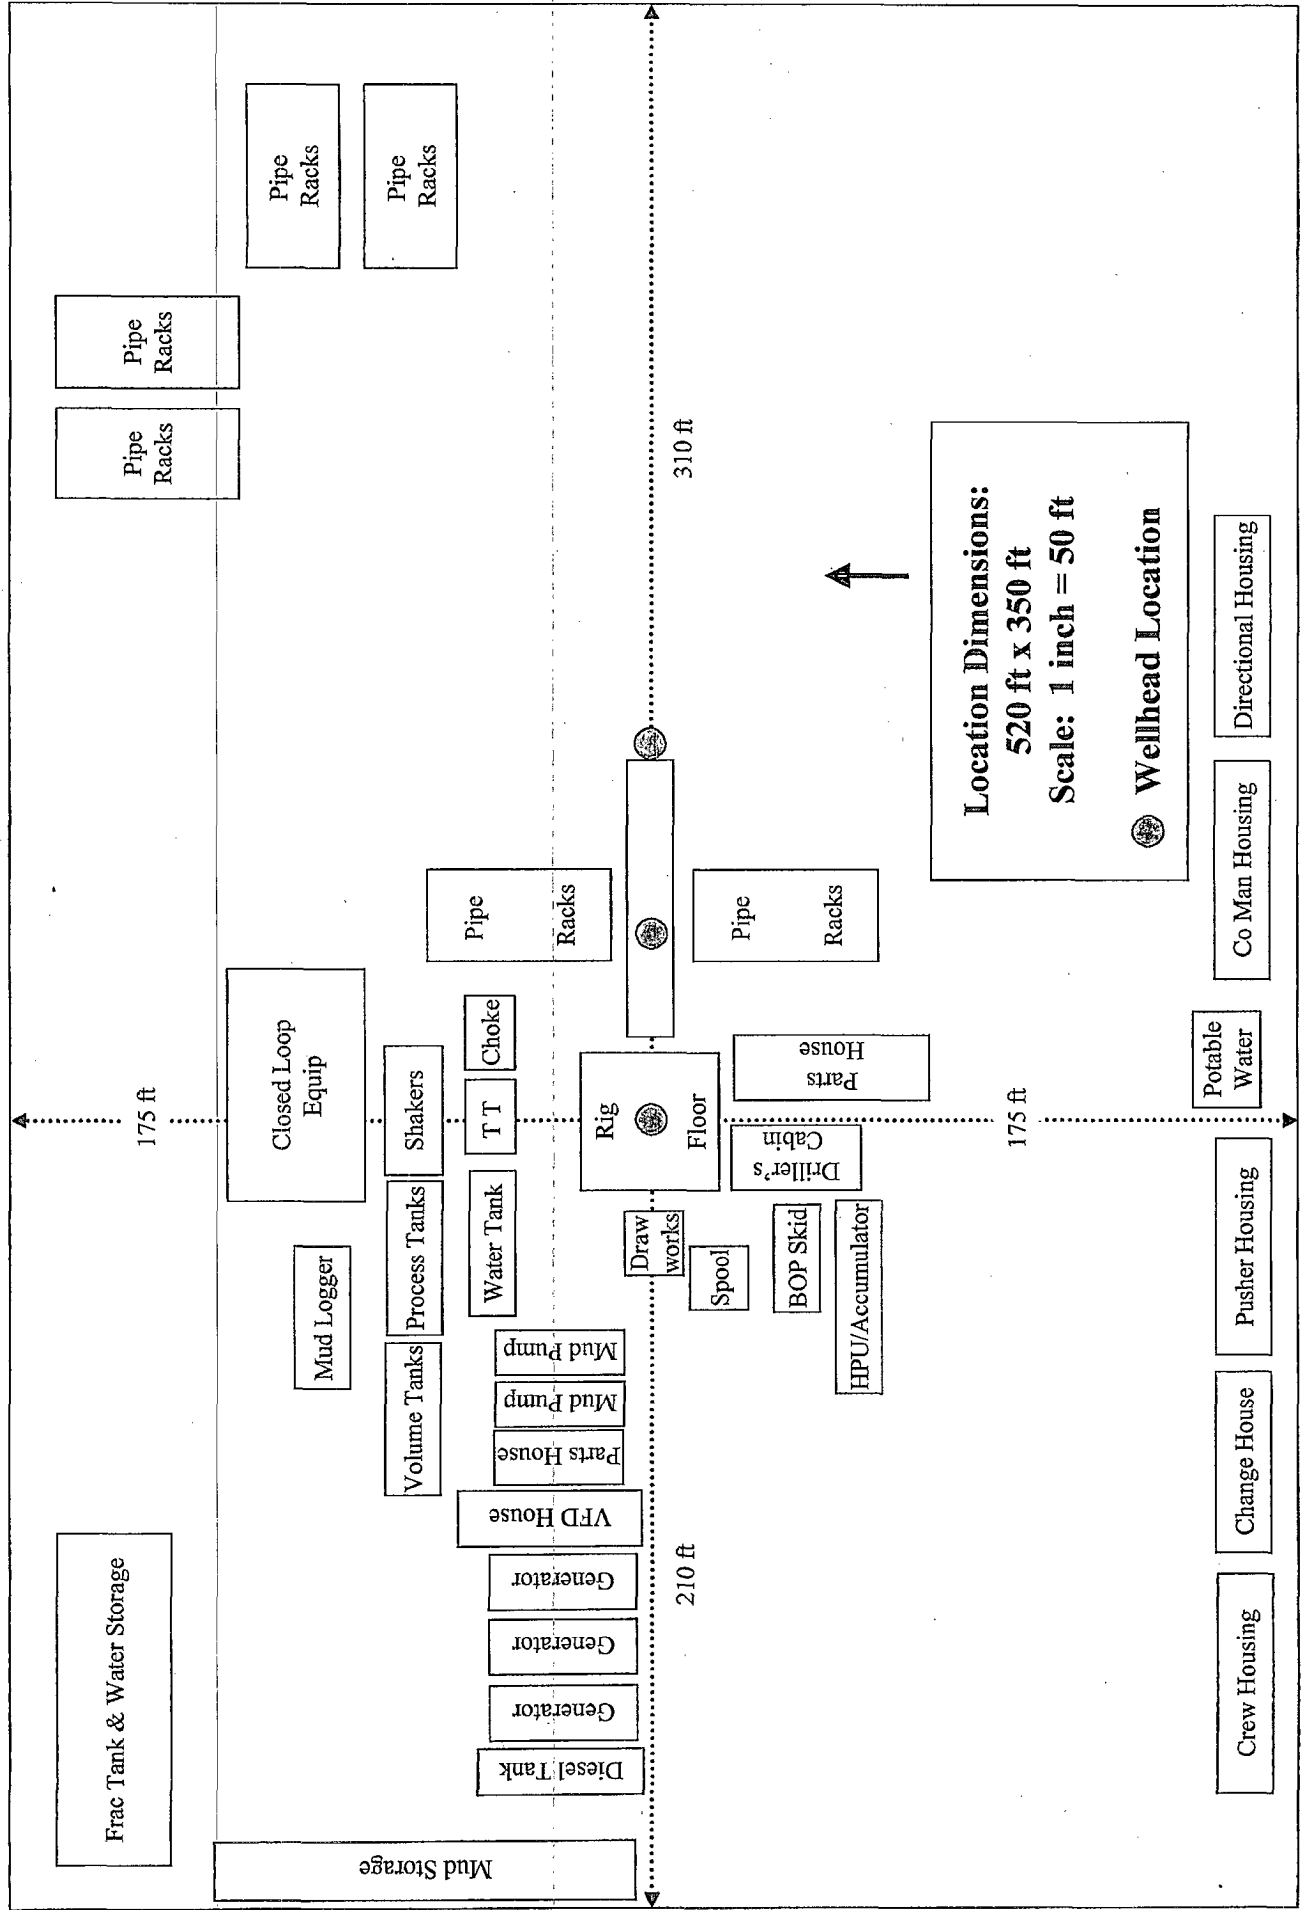 Frac Tank & Water Storage
Pipe
Racks
Pipe
Racks
175 ft
Closed Loop
Equip
Pipe
Racks
Pipe
Racks
Mud Logger
Volume Tanks
Process Tanks
Shakers
Mud Storage
Diesel Tank
Generator
Generator
Generator
VFD House
Parts House
Mud Pump
Mud Pump
Water Tank
T T
Choke
Pipe
Racks
Rig
Floor
Draw
works
210 ft
310 ft
Spool
BOP Skid
HPU/Accumulator
Driller's
Cabin
Parts
House
Pipe
Racks
175 ft
Location Dimensions:
520 ft x 350 ft
Scale: 1 inch = 50 ft
Wellhead Location
Crew Housing
Change House
Pusher Housing
Potable
Water
Co Man Housing
Directional Housing